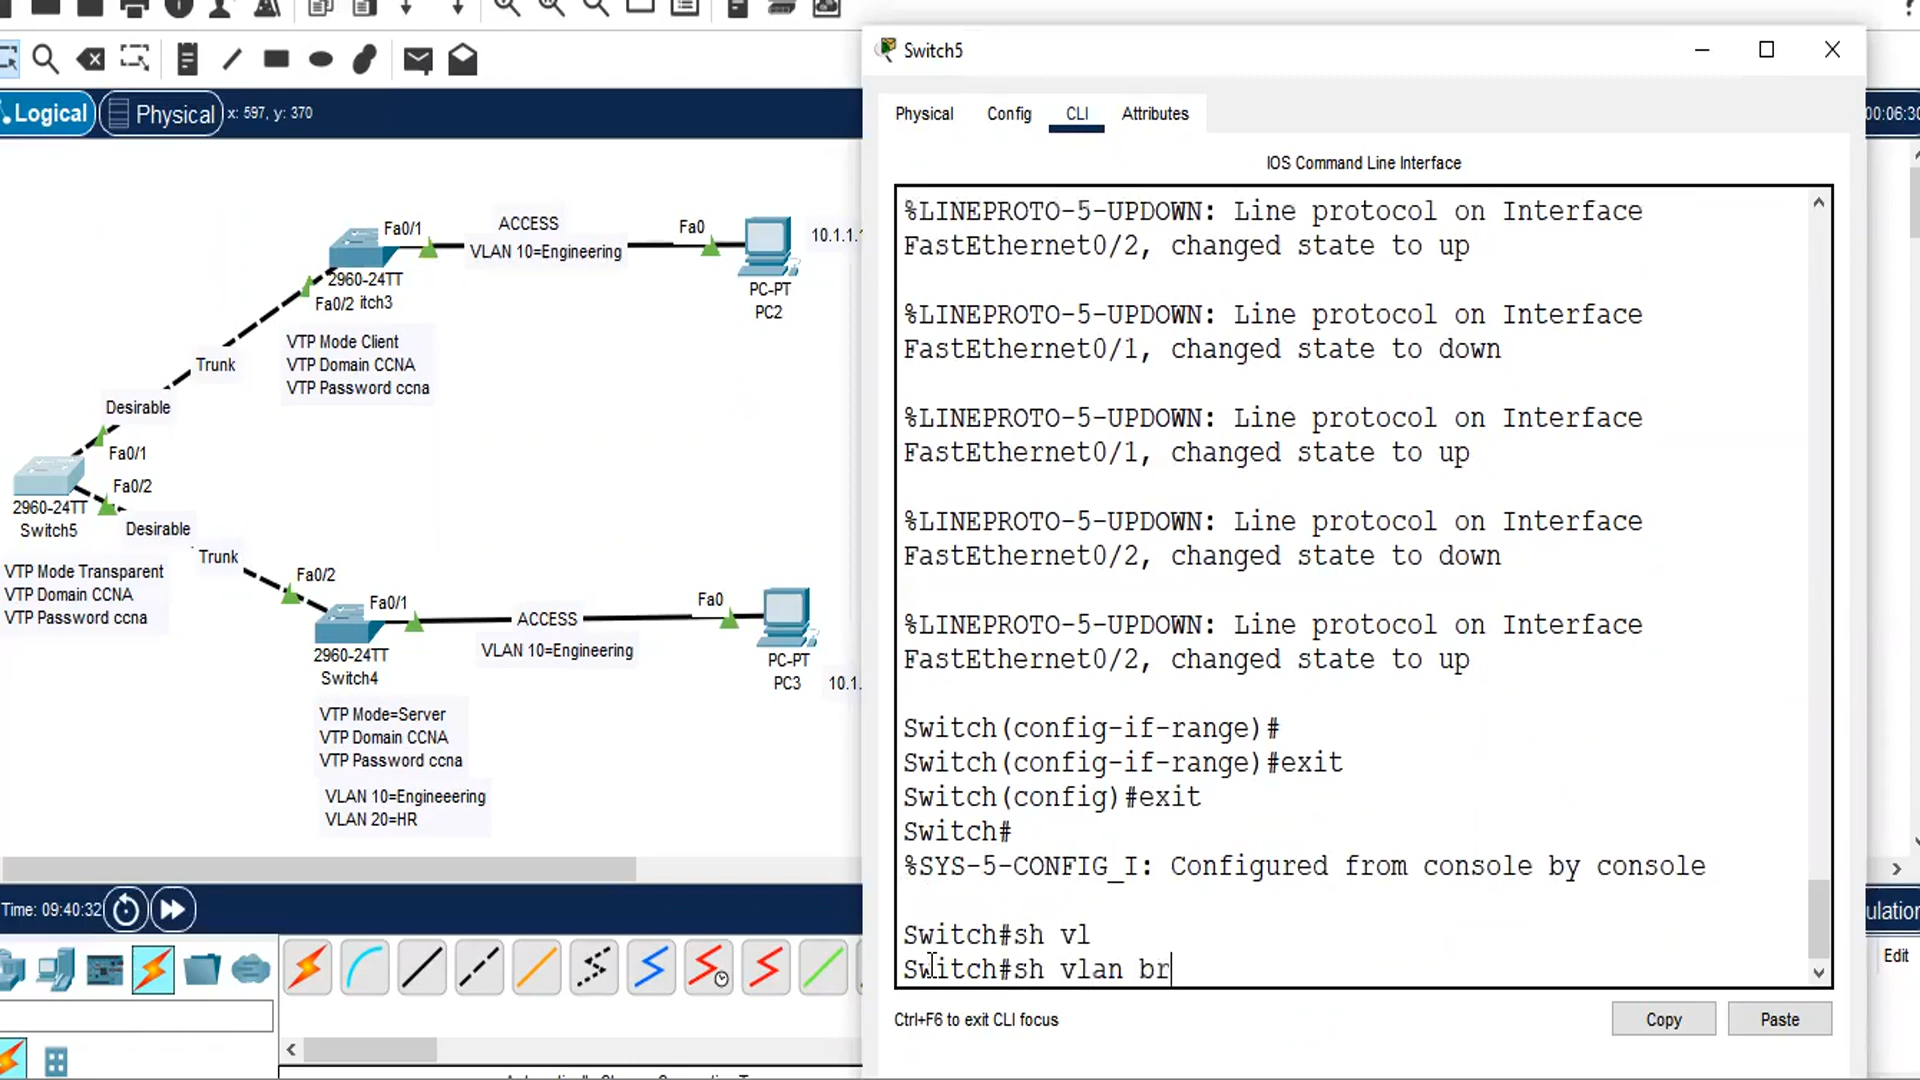 Logical
Physical
x: 597, y: 370
Fa0/1
ACCESS
VLAN 10=Engineering
Fa0
10.1.1.1
2960-24TT
Fa0/2 itch3
PC-PT
PC2
VTP Mode Client
VTP Domain CCNA
VTP Password ccna
Trunk
Desirable
Fa0/1
Fa0/2
2960-24TT
Switch5
Desirable
Trunk
VTP Mode Transparent
VTP Domain CCNA
VTP Password ccna
Fa0/2
Fa0/1
ACCESS
VLAN 10=Engineering
Fa0
2960-24TT
Switch4
PC-PT
PC3
10.1.
VTP Mode=Server
VTP Domain CCNA
VTP Password ccna
VLAN 10=Engineeering
VLAN 20=HR
Time: 09:40:32
Switch5
Physical
Config
CLI
Attributes
IOS Command Line Interface
%LINEPROTO-5-UPDOWN: Line protocol on Interface
FastEthernet0/2, changed state to up
%LINEPROTO-5-UPDOWN: Line protocol on Interface
FastEthernet0/1, changed state to down
%LINEPROTO-5-UPDOWN: Line protocol on Interface
FastEthernet0/1, changed state to up
%LINEPROTO-5-UPDOWN: Line protocol on Interface
FastEthernet0/2, changed state to down
%LINEPROTO-5-UPDOWN: Line protocol on Interface
FastEthernet0/2, changed state to up
Switch(config-if-range)#
Switch(config-if-range)#exit
Switch(config)#exit
Switch#
%SYS-5-CONFIG_I: Configured from console by console
Switch#sh vl
Switch#sh vlan br
Ctrl+F6 to exit CLI focus
Copy
Paste
00:06:30
ulation
Edit